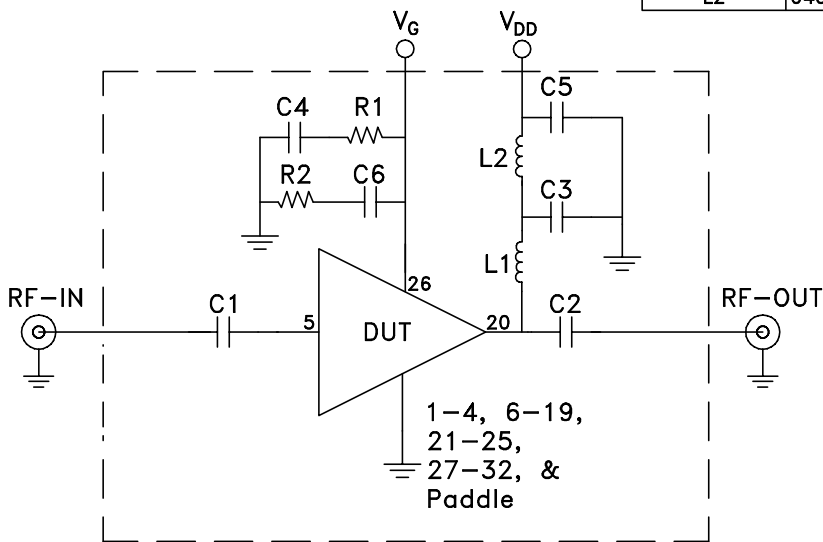 V_G
V_DD
C4 R1
C5
R2 C6
L2
C3
L1
26
RF-IN
C1
5
DUT
20
C2
RF-OUT
1-4, 6-19,
21-25,
27-32, &
Paddle